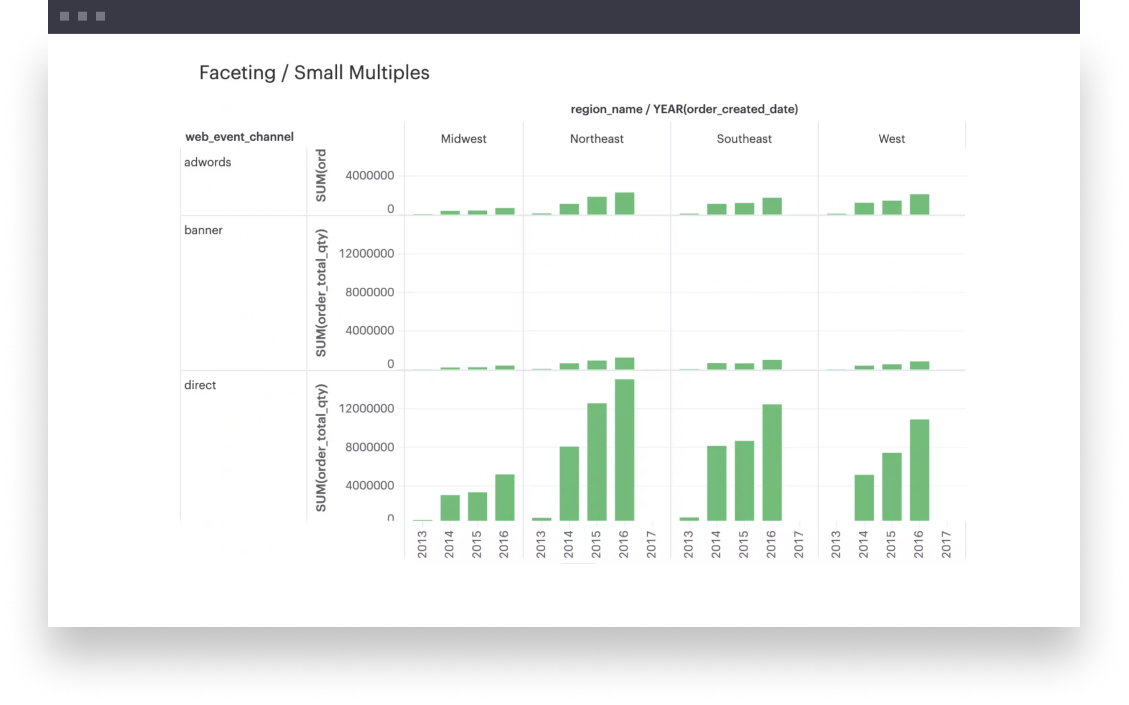 Faceting / Small Multiples
region_name / YEAR(order_created_date)
web_event_channel
Midwest Northeast Southeast West
adwords
SUM(ord
4000000
0
banner
SUM(order_total_qty)
12000000
8000000
4000000
0
direct
SUM(order_total_qty)
12000000
8000000
4000000
0
2013 2014 2015 2016 2013 2014 2015 2016 2017 2013 2014 2015 2016 2017 2013 2014 2015 2016 2017